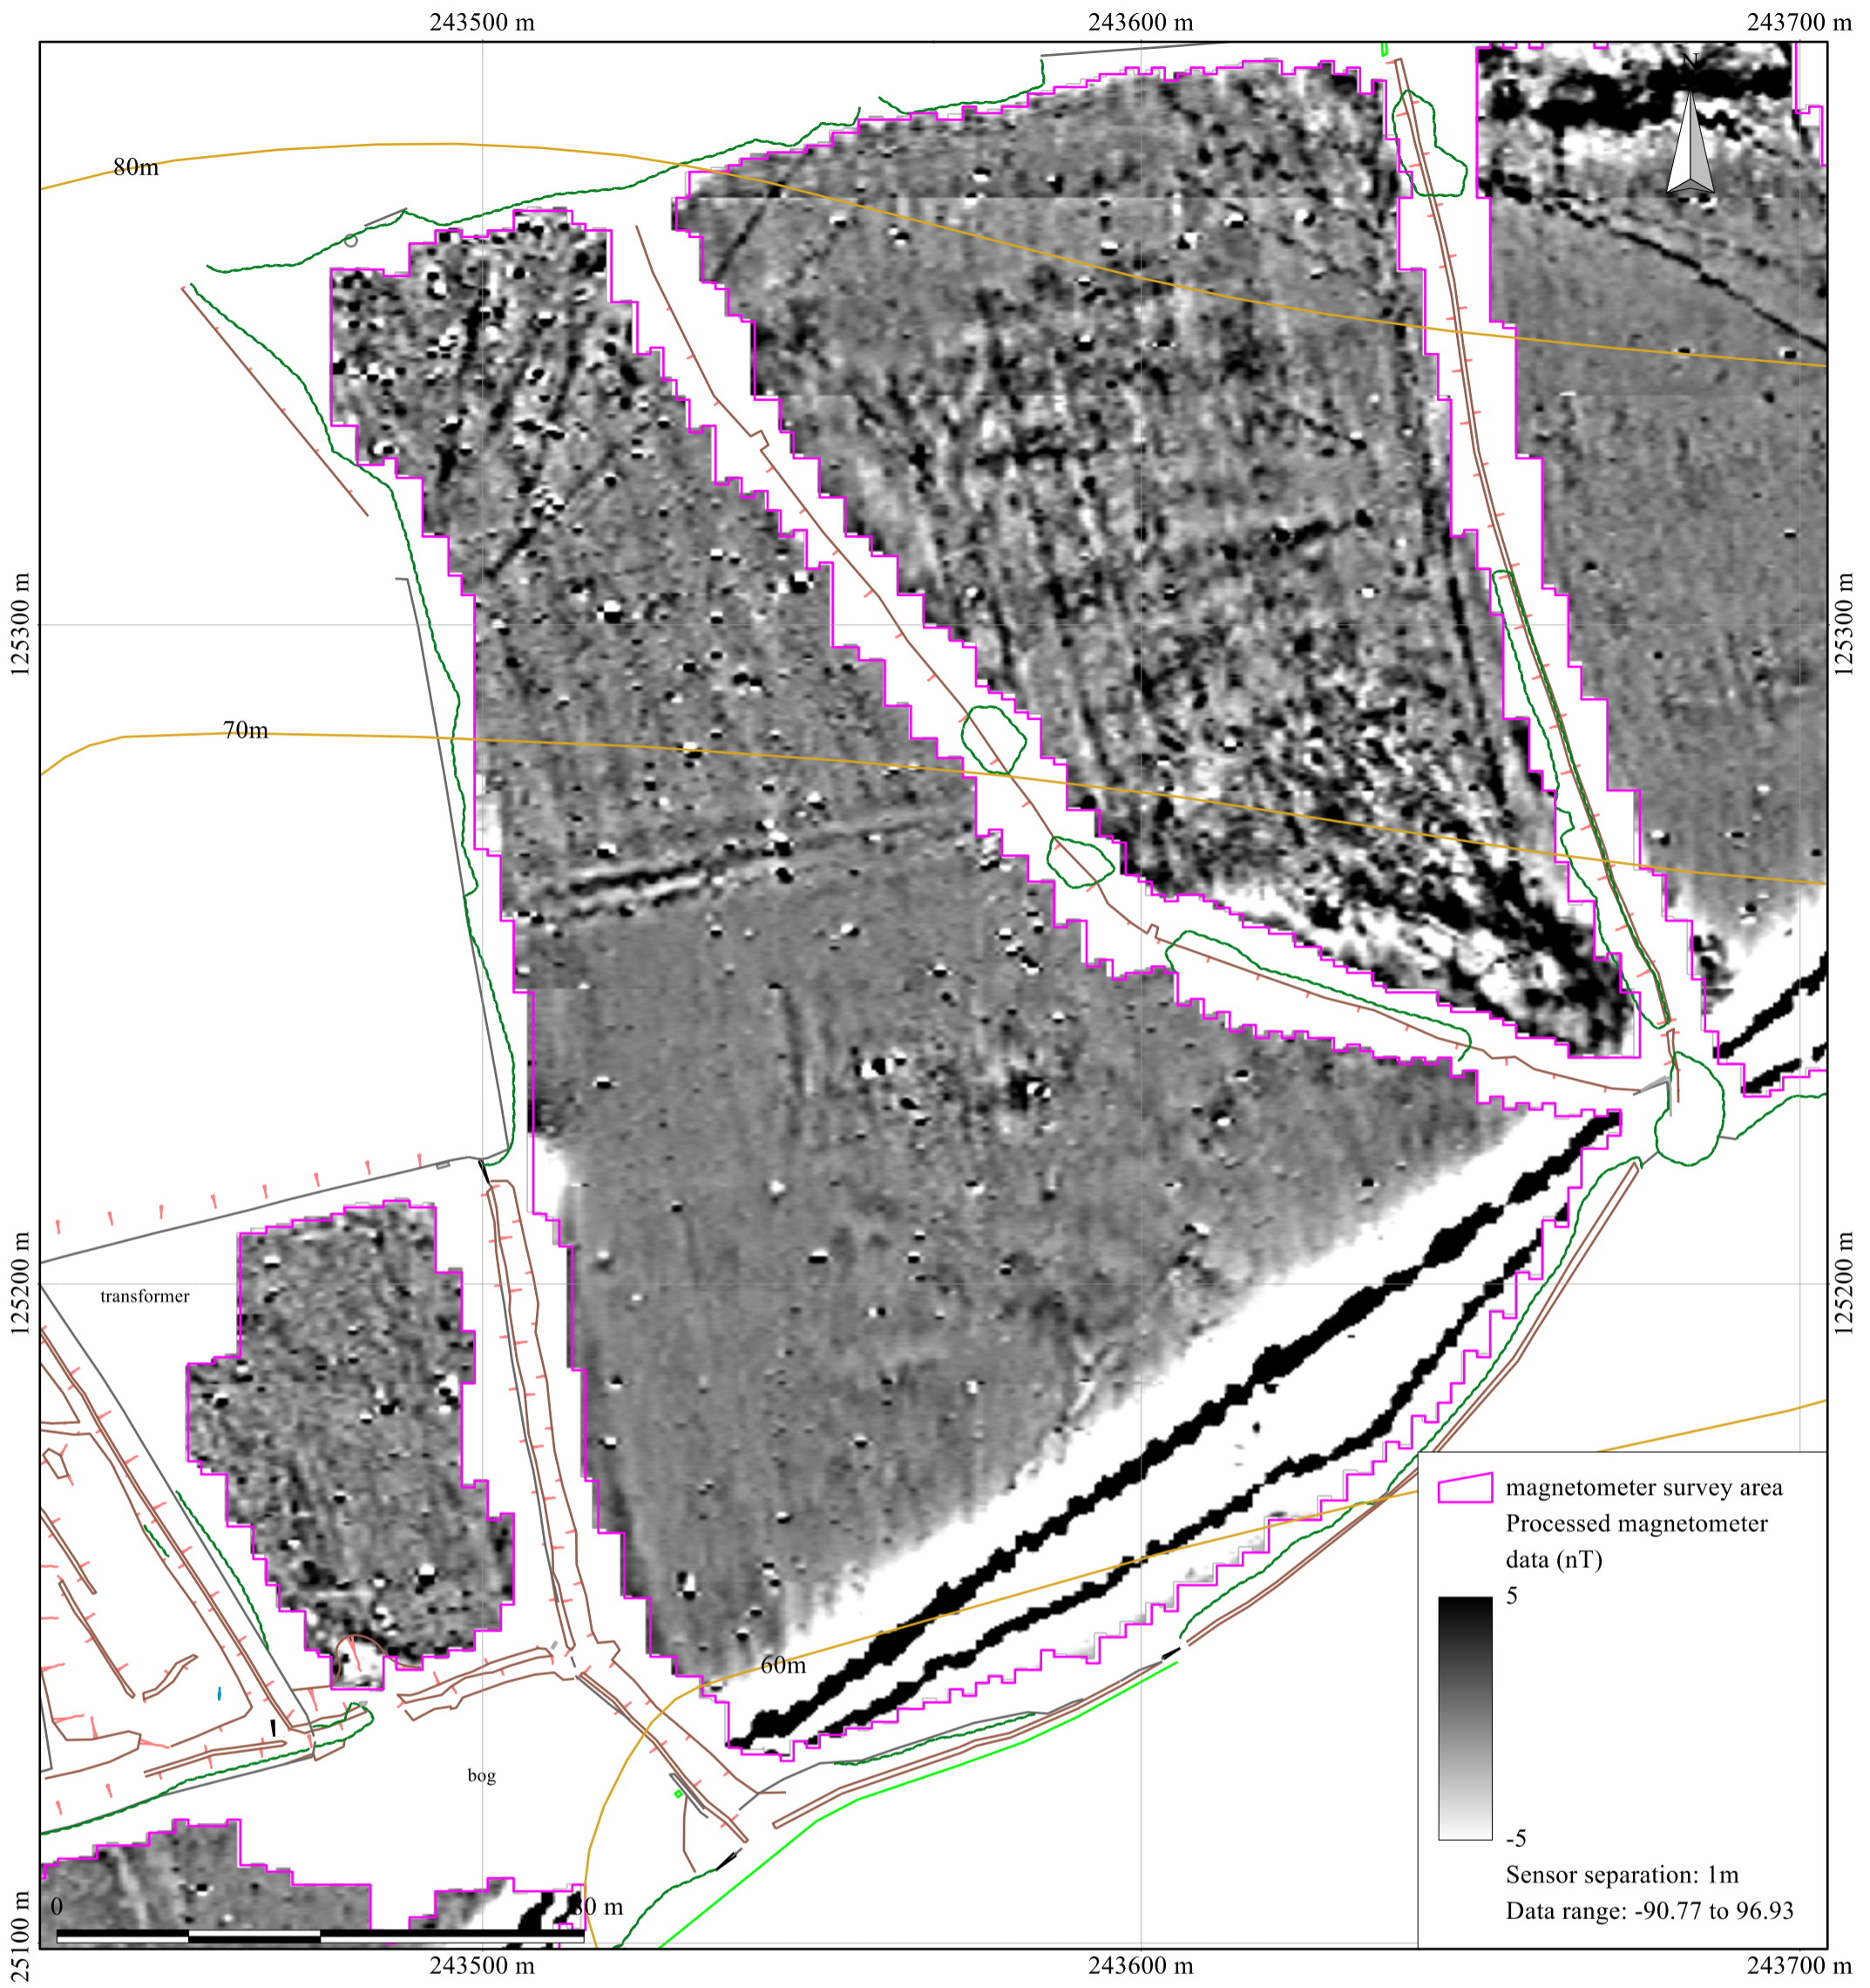 243500 m
243600 m
243700 m
N
80m
125300 m
125300 m
70m
125200 m
125200 m
transformer
magnetometer survey area
Processed magnetometer
data (nT)
5
60m
bog
-5
Sensor separation: 1m
Data range: -90.77 to 96.93
0
25100 m
243500 m
243600 m
243700 m